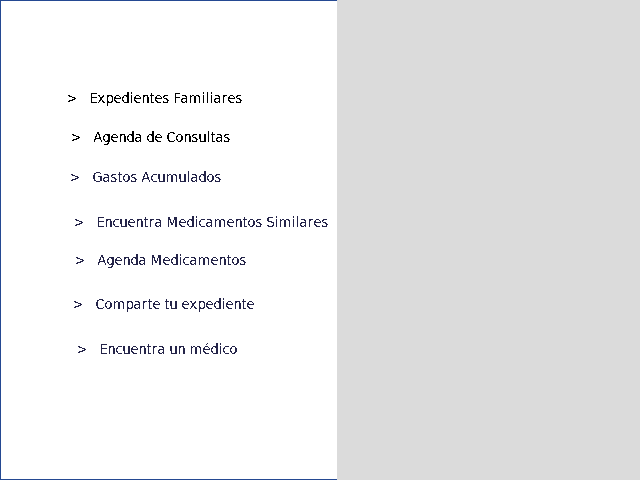 > Expedientes Familiares
> Agenda de Consultas
> Gastos Acumulados
> Encuentra Medicamentos Similares
> Agenda Medicamentos
> Comparte tu expediente
> Encuentra un médico